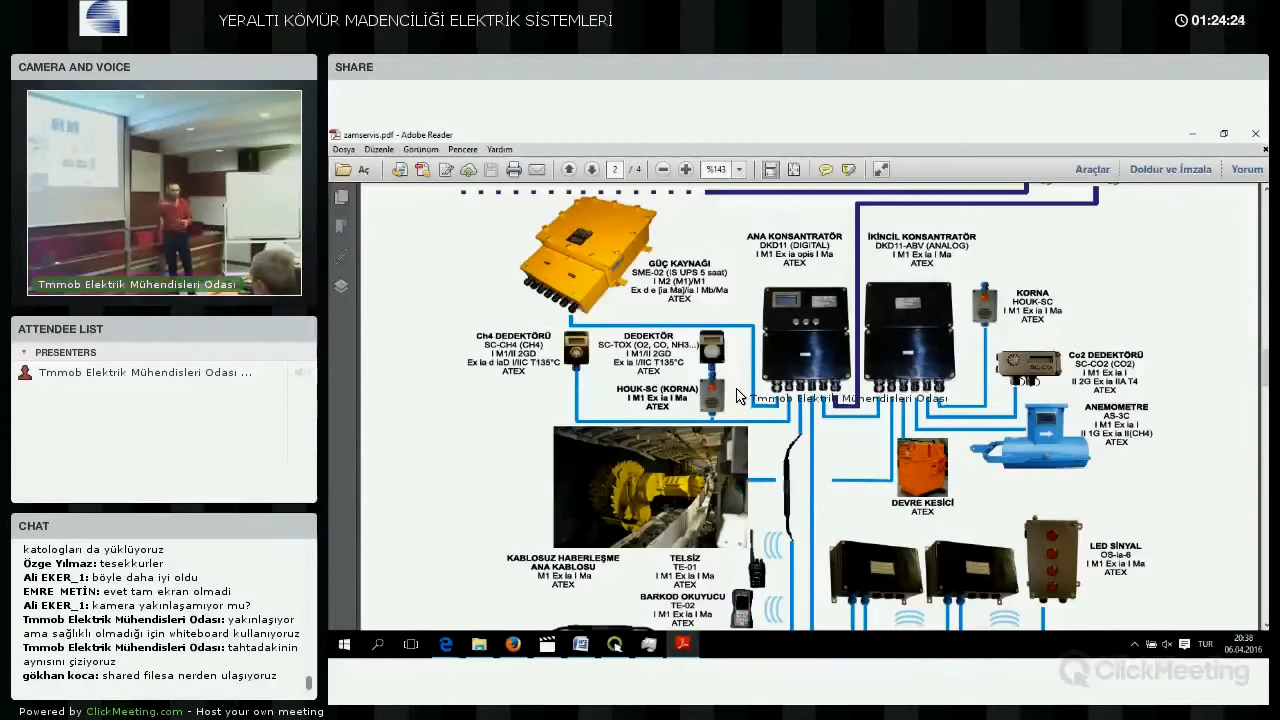 YERALTI KÖMÜR MADENCİLİĞİ ELEKTRİK SİSTEMLERİ
01:24:24
CAMERA AND VOICE
Tmmob Elektrik Mühendisleri Odası
ATTENDEE LIST
PRESENTERS
Tmmob Elektrik Mühendisleri Odası ...
CHAT
katologları da yüklüyoruz
Özge Yılmaz: tesekkurler
Ali EKER_1: böyle daha iyi oldu
EMRE METİN: evet tam ekran olmadi
Ali EKER_1: kamera yakınlaşamıyor mu?
Tmmob Elektrik Mühendisleri Odası: yakınlaşıyor
ama sağlıklı olmadığı için whiteboard kullanıyoruz
Tmmob Elektrik Mühendisleri Odası: tahtadakinin
aynısını çiziyoruz
gökhan koca: shared filesa nerden ulaşıyoruz
Powered by ClickMeeting.com - Host your own meeting
SHARE
zamservis.pdf - Adobe Reader
Dosya Düzenle Görünüm Pencere Yardım
Aç 2 / 4 %143 Araçlar Doldur ve İmzala Yorum
GÜÇ KAYNAĞI
SME-02 (IS UPS 5 saat)
I M2 (M1)/M1)
Ex d e [ia Ma]/ia I Mb/Ma
ATEX
ANA KONSANTRATÖR
DKD11 (DIGITAL)
I M1 Ex ia opis I Ma
ATEX
İKİNCİL KONSANTRATÖR
DKD11-ABV (ANALOG)
I M1 Ex ia I Ma
ATEX
KORNA
HOUK-SC
I M1 Ex ia I Ma
ATEX
Ch4 DEDEKTÖRÜ
SC-CH4 (CH4)
I M1/II 2GD
Ex ia d iaD I/IIC T135°C
ATEX
DEDEKTÖR
SC-TOX (O2, CO, NH3...)
I M1/II 2GD
Ex ia I/IIC T135°C
ATEX
HOUK-SC (KORNA)
I M1 Ex ia I Ma
ATEX
Tmmob Elektrik Mühendisleri Odası
Co2 DEDEKTÖRÜ
SC-CO2 (CO2)
I M1 Ex ia I
II 2G Ex ia IIA T4
ATEX
ANEMOMETRE
AS-3C
I M1 Ex ia I
II 1G Ex ia II(CH4)
ATEX
DEVRE KESİCİ
ATEX
KABLOSUZ HABERLEŞME
ANA KABLOSU
M1 Ex ia I Ma
ATEX
TELSİZ
TE-01
I M1 Ex ia I Ma
ATEX
BARKOD OKUYUCU
TE-02
I M1 Ex ia I Ma
ATEX
LED SİNYAL
OS-ia-6
I M1 Ex ia I Ma
ATEX
TUR
20:38
06.04.2016
ClickMeeting